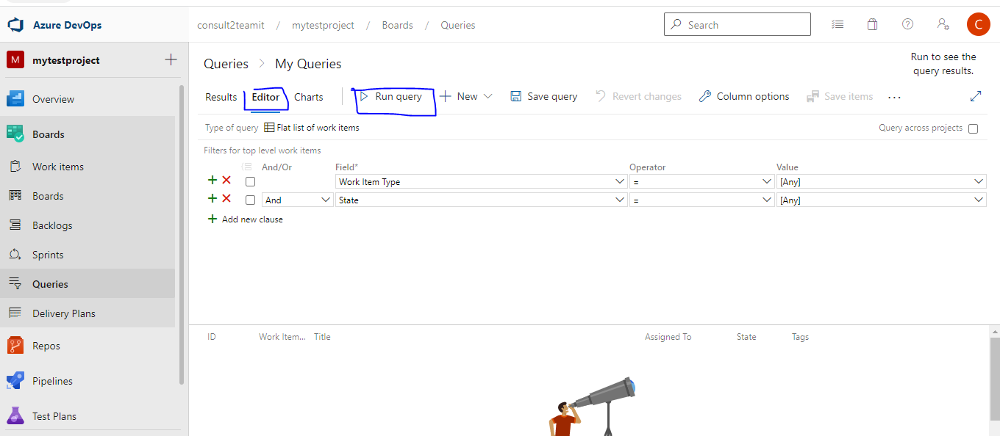 Azure DevOps
consult2teamit / mytestproject / Boards / Queries
Search
C
M mytestproject
Queries > My Queries
Run to see the
query results.
Results Editor Charts Run query New Save query Revert changes Column options Save items ...
Overview
Boards
Work items
Boards
Backlogs
Sprints
Queries
Delivery Plans
Repos
Pipelines
Test Plans
Type of query Flat list of work items Query across projects
Filters for top level work items
And/Or Field* Operator Value
Work Item Type = [Any]
And State = [Any]
Add new clause
ID Work Item... Title Assigned To State Tags